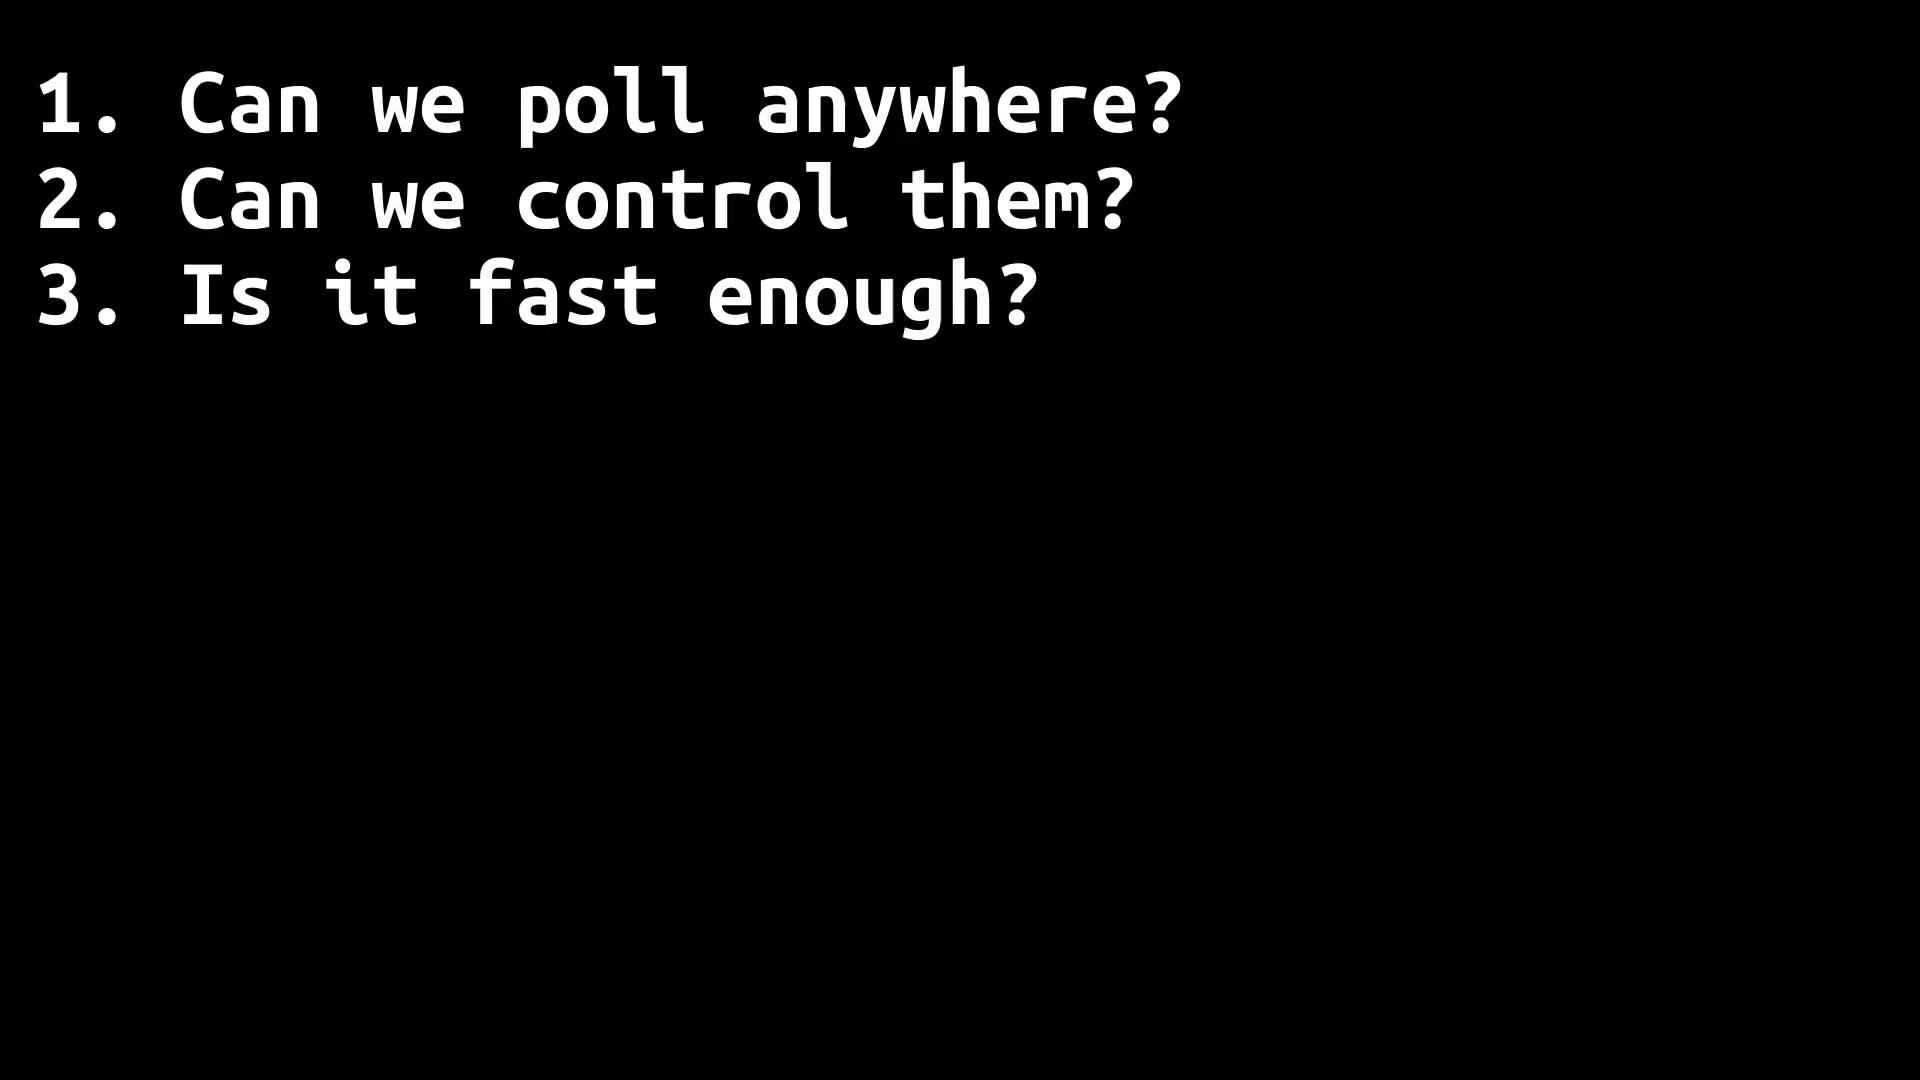 1. Can we poll anywhere?
2. Can we control them?
3. Is it fast enough?